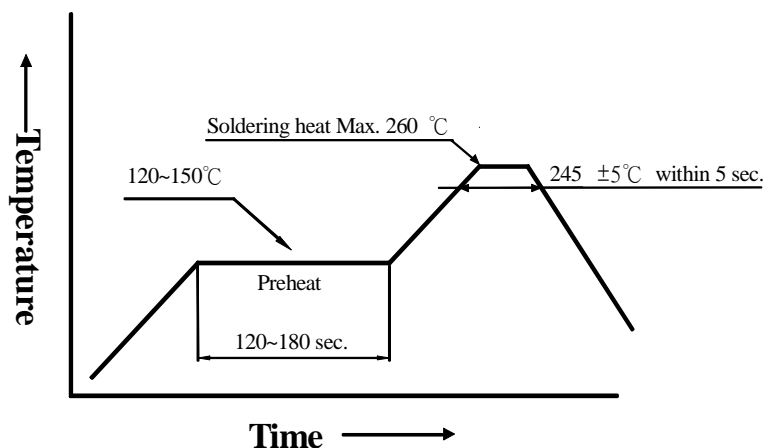 Soldering heat Max. 260 ℃
245 ±5℃ within 5 sec.
120~150℃
Preheat
120~180 sec.
Temperature
Time